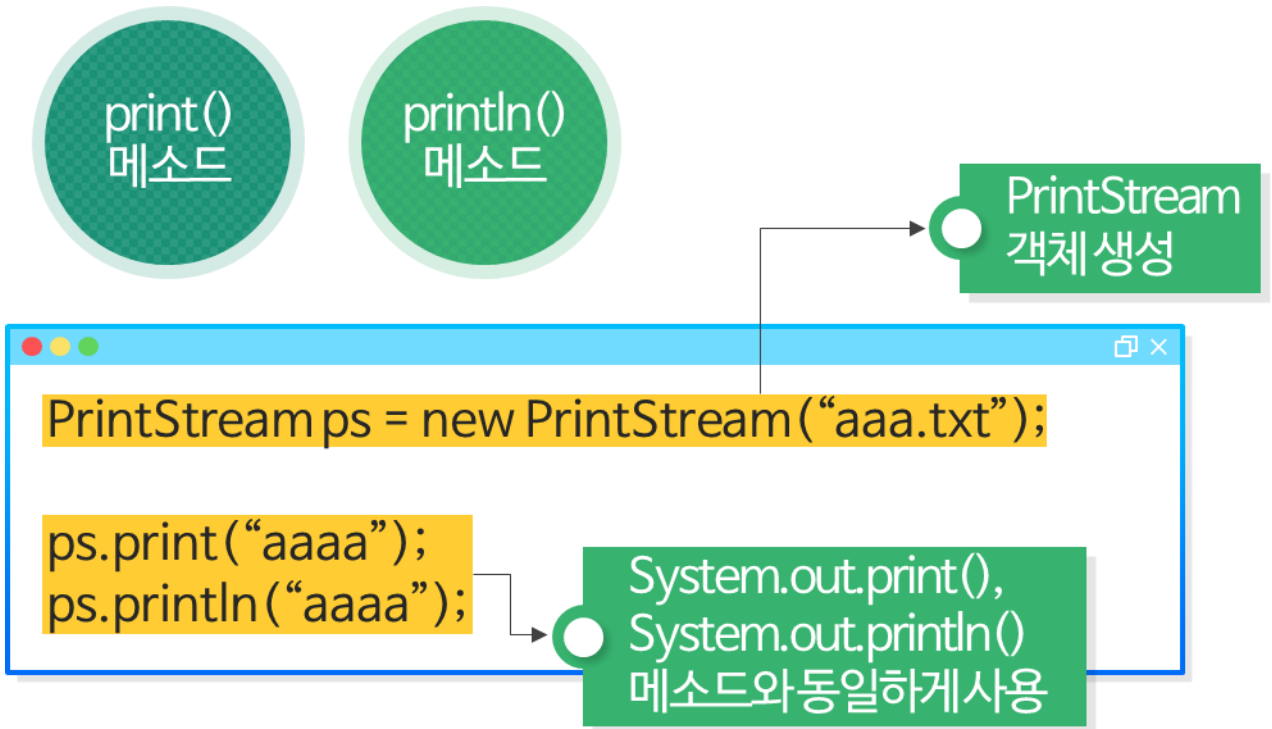 print()
메소드
println()
메소드
PrintStream
객체 생성
PrintStream ps = new PrintStream(“aaa.txt”);
ps.print(“aaaa”);
ps.println(“aaaa”);
System.out.print(),
System.out.println()
메소드와 동일하게 사용